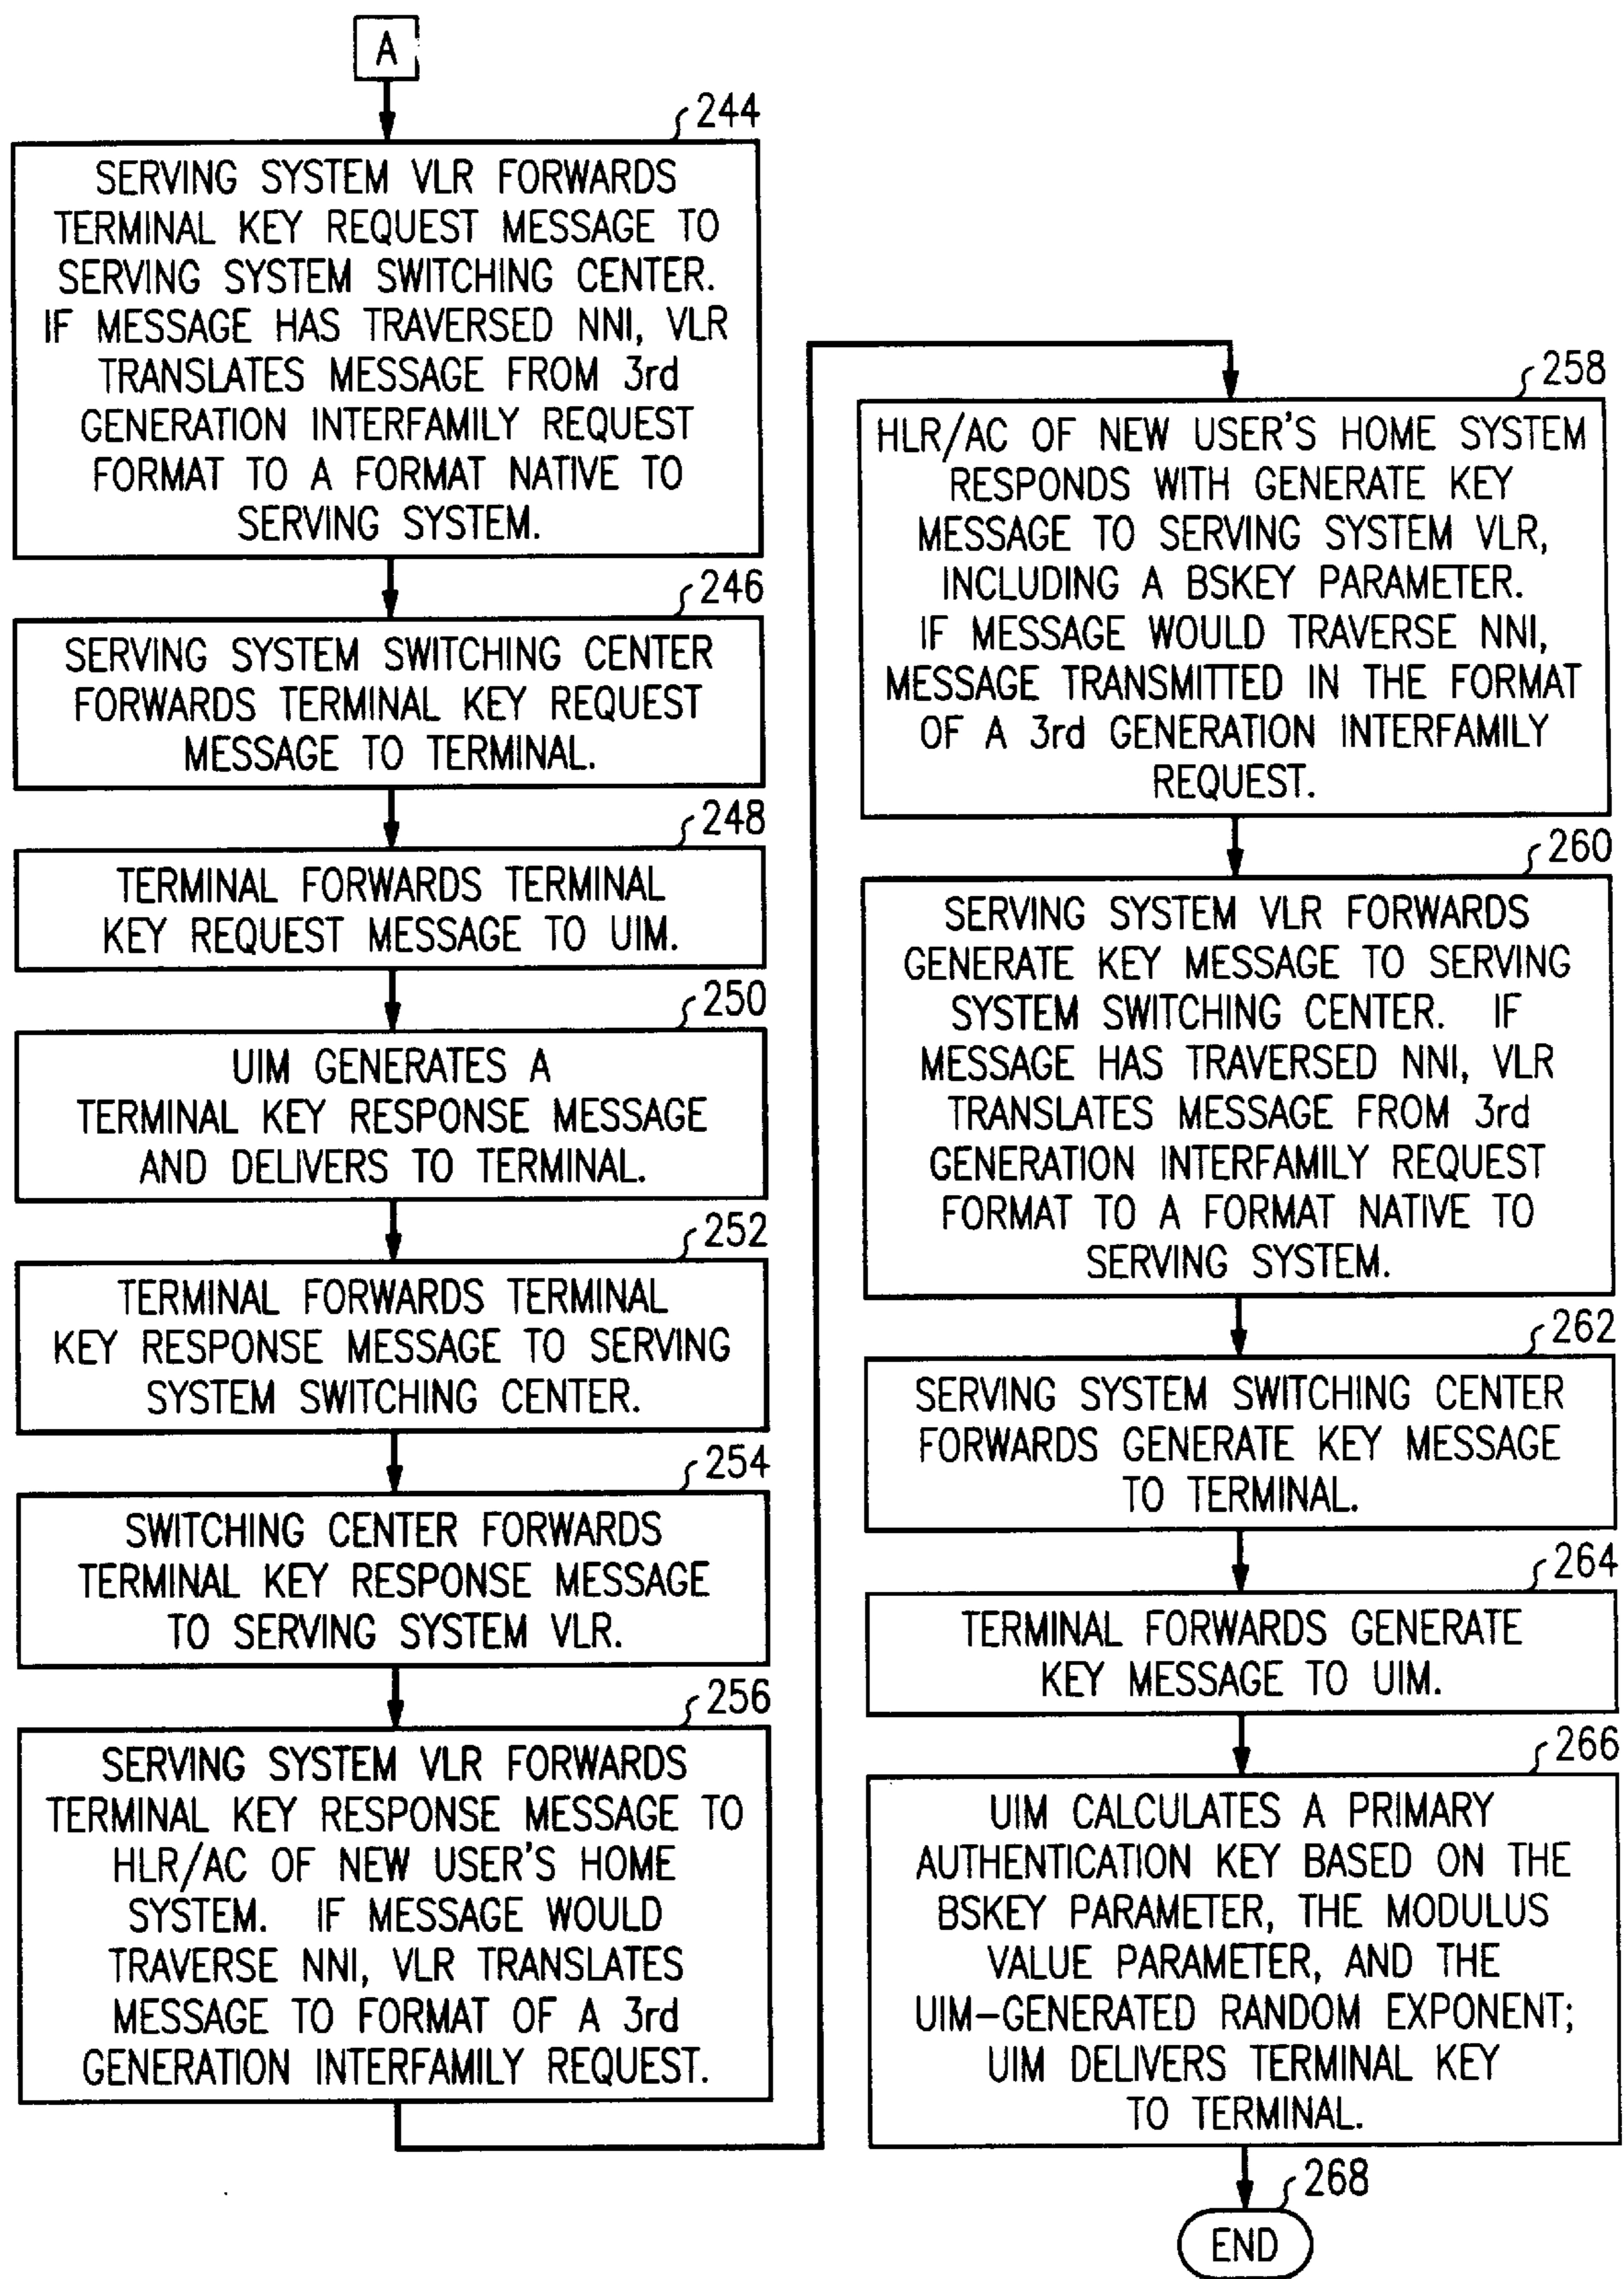 A
244
SERVING SYSTEM VLR FORWARDS
TERMINAL KEY REQUEST MESSAGE TO
SERVING SYSTEM SWITCHING CENTER.
IF MESSAGE HAS TRAVERSED NNI, VLR
TRANSLATES MESSAGE FROM 3rd
GENERATION INTERFAMILY REQUEST
FORMAT TO A FORMAT NATIVE TO
SERVING SYSTEM.
246
SERVING SYSTEM SWITCHING CENTER
FORWARDS TERMINAL KEY REQUEST
MESSAGE TO TERMINAL.
248
TERMINAL FORWARDS TERMINAL
KEY REQUEST MESSAGE TO UIM.
250
UIM GENERATES A
TERMINAL KEY RESPONSE MESSAGE
AND DELIVERS TO TERMINAL.
252
TERMINAL FORWARDS TERMINAL
KEY RESPONSE MESSAGE TO SERVING
SYSTEM SWITCHING CENTER.
254
SWITCHING CENTER FORWARDS
TERMINAL KEY RESPONSE MESSAGE
TO SERVING SYSTEM VLR.
256
SERVING SYSTEM VLR FORWARDS
TERMINAL KEY RESPONSE MESSAGE TO
HLR/AC OF NEW USER'S HOME
SYSTEM. IF MESSAGE WOULD
TRAVERSE NNI, VLR TRANSLATES
MESSAGE TO FORMAT OF A 3rd
GENERATION INTERFAMILY REQUEST.
258
HLR/AC OF NEW USER'S HOME SYSTEM
RESPONDS WITH GENERATE KEY
MESSAGE TO SERVING SYSTEM VLR,
INCLUDING A BSKEY PARAMETER.
IF MESSAGE WOULD TRAVERSE NNI,
MESSAGE TRANSMITTED IN THE FORMAT
OF A 3rd GENERATION INTERFAMILY
REQUEST.
260
SERVING SYSTEM VLR FORWARDS
GENERATE KEY MESSAGE TO SERVING
SYSTEM SWITCHING CENTER. IF
MESSAGE HAS TRAVERSED NNI, VLR
TRANSLATES MESSAGE FROM 3rd
GENERATION INTERFAMILY REQUEST
FORMAT TO A FORMAT NATIVE TO
SERVING SYSTEM.
262
SERVING SYSTEM SWITCHING CENTER
FORWARDS GENERATE KEY MESSAGE
TO TERMINAL.
264
TERMINAL FORWARDS GENERATE
KEY MESSAGE TO UIM.
266
UIM CALCULATES A PRIMARY
AUTHENTICATION KEY BASED ON THE
BSKEY PARAMETER, THE MODULUS
VALUE PARAMETER, AND THE
UIM-GENERATED RANDOM EXPONENT;
UIM DELIVERS TERMINAL KEY
TO TERMINAL.
268
END